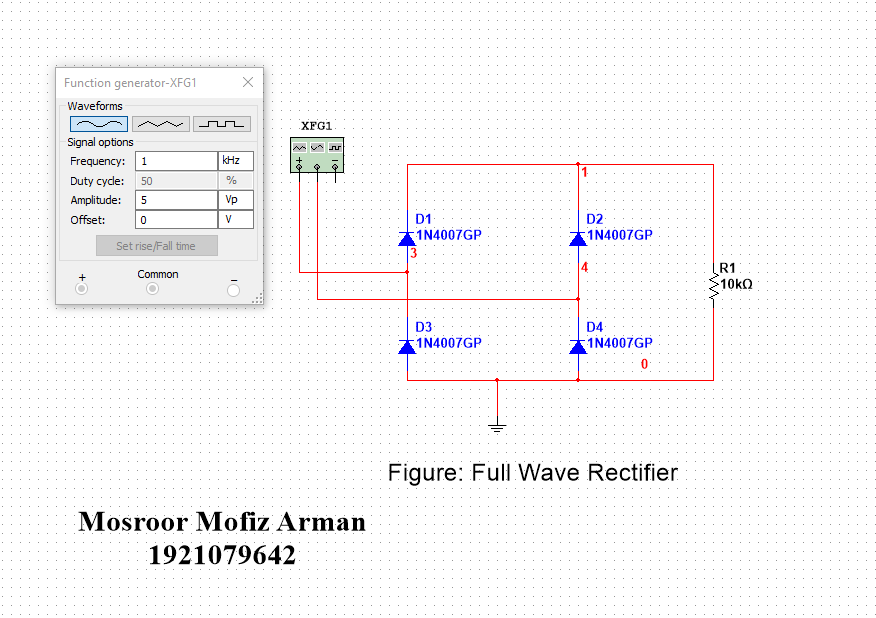 Function generator-XFG1
Waveforms
Signal options
Frequency: 1 kHz
Duty cycle: 50 %
Amplitude: 5 Vp
Offset: 0 V
Set rise/Fall time
+ Common −
XFG1
+ −
1
D1
1N4007GP
D2
1N4007GP
3
4
R1
10kΩ
D3
1N4007GP
D4
1N4007GP
0
Figure: Full Wave Rectifier
Mosroor Mofiz Arman
1921079642